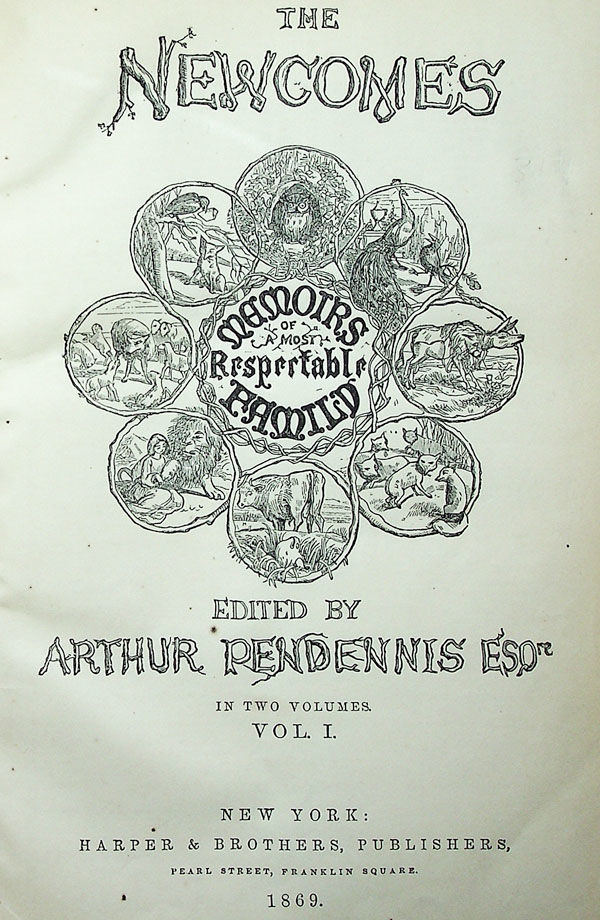 THE
NEWCOMES
MEMOIRS
OF
A MOST
Respectable
FAMILY
EDITED BY
ARTHUR PENDENNIS ESQRE
IN TWO VOLUMES.
VOL. I.
NEW YORK:
HARPER & BROTHERS, PUBLISHERS,
PEARL STREET, FRANKLIN SQUARE.
1869.